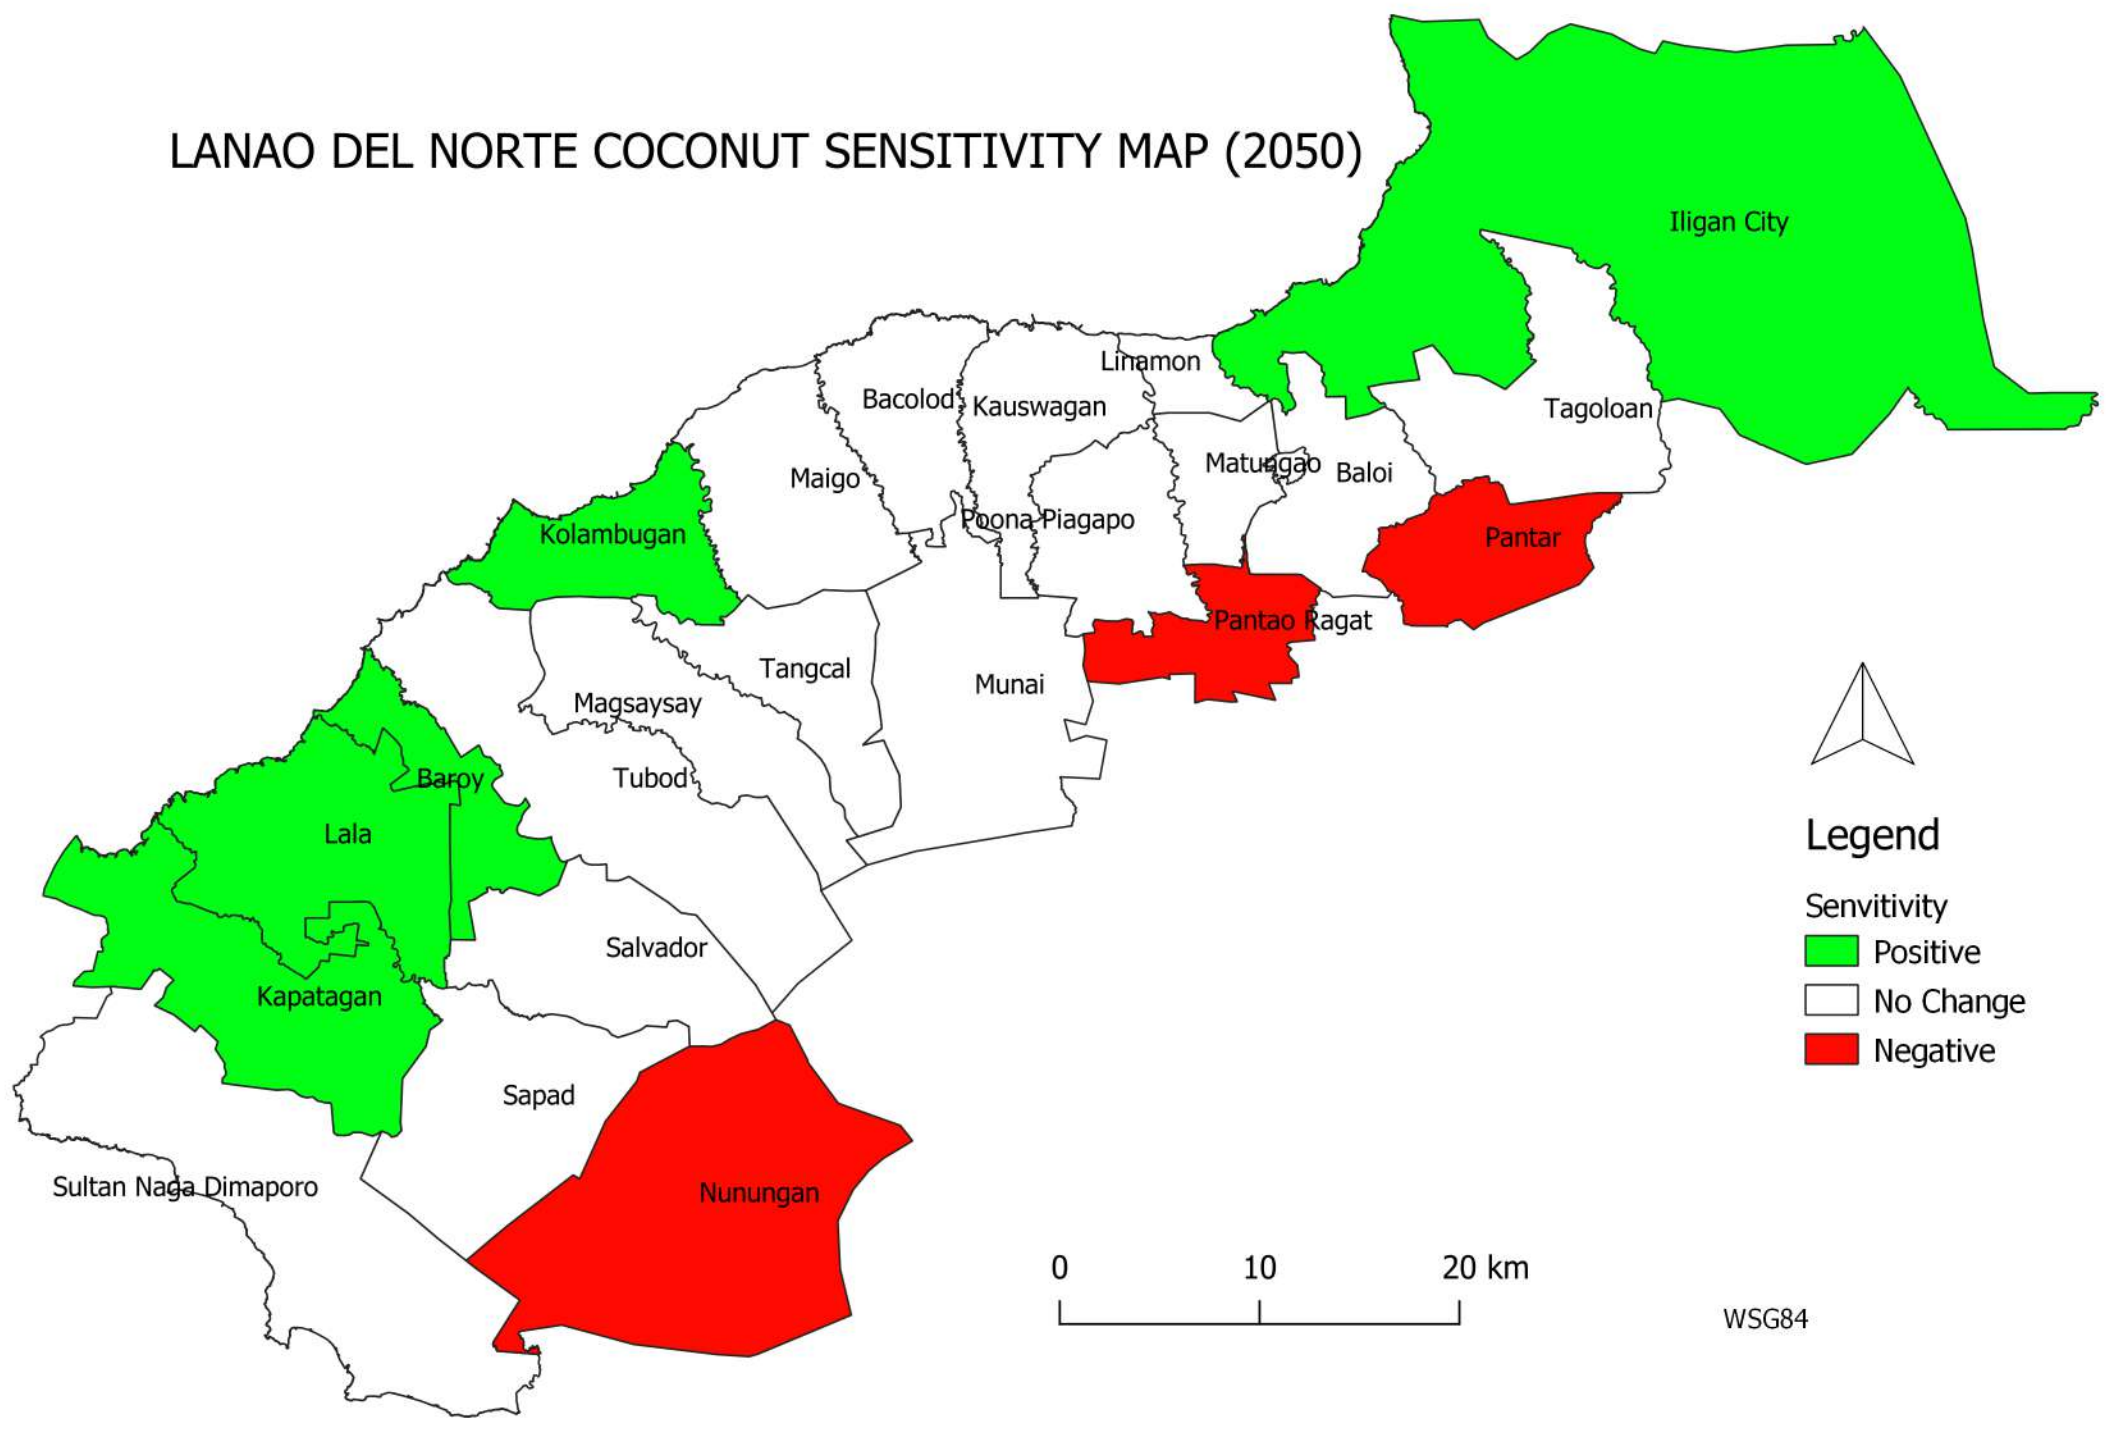 LANAO DEL NORTE COCONUT SENSITIVITY MAP (2050)
Iligan City
Linamon
Bacolod
Kauswagan
Tagoloan
Maigo
Matungao
Baloi
Kolambugan
Poona Piagapo
Pantar
Pantao Ragat
Tangcal
Munai
Magsaysay
Tubod
Baroy
Lala
Salvador
Kapatagan
Sapad
Sultan Naga Dimaporo
Nunungan
Legend
Senvitivity
Positive
No Change
Negative
0 10 20 km
WSG84